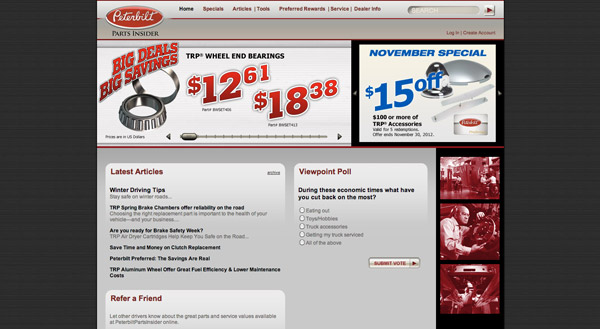 Peterbilt
PARTS INSIDER
Home Specials Articles | Tools Preferred Rewards | Service | Dealer Info
SEARCH
Log In | Create Account
BIG DEALS
BIG SAVINGS
TRP® WHEEL END BEARINGS
$12 61
Part# BWSET406
$18 38
Part# BWSET413
Prices are in US Dollars
NOVEMBER SPECIAL
$15 off
$100 or more of
TRP® Accessories
Valid for 5 redemptions.
Offer ends November 30, 2012.
Peterbilt
Latest Articles
archive
Winter Driving Tips
Stay safe on winter roads...
TRP Spring Brake Chambers offer reliability on the road
Choosing the right replacement part is important to the health of your
vehicle—and your business...
Are you ready for Brake Safety Week?
TRP Air Dryer Cartridges Help Keep You Safe on the Road...
Save Time and Money on Clutch Replacement
Peterbilt Preferred: The Savings Are Real
TRP Aluminum Wheel Offer Great Fuel Efficiency & Lower Maintenance
Costs
Viewpoint Poll
During these economic times what have
you cut back on the most?
Eating out
Toys/Hobbies
Truck accessories
Getting my truck serviced
All of the above
SUBMIT VOTE
Refer a Friend
Let other drivers know about the great parts and service values available
at PeterbiltPartsInsider online.